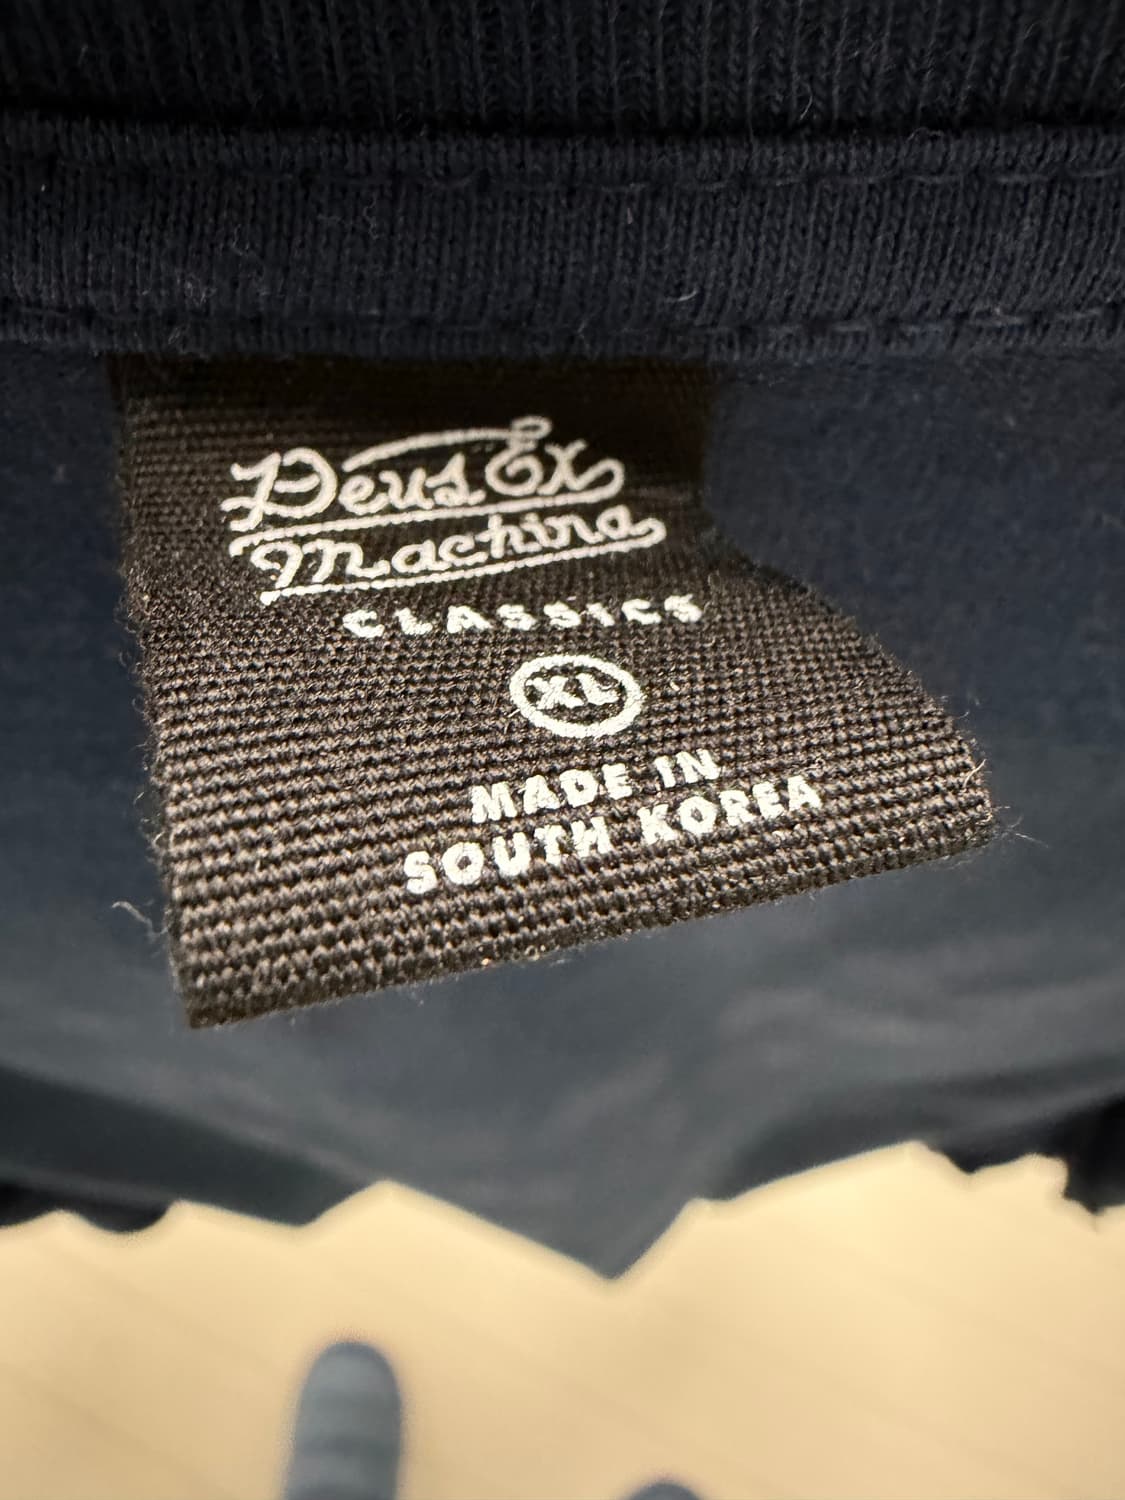 Deus Ex
Machina
CLASSICS
XL
MADE IN
SOUTH KOREA